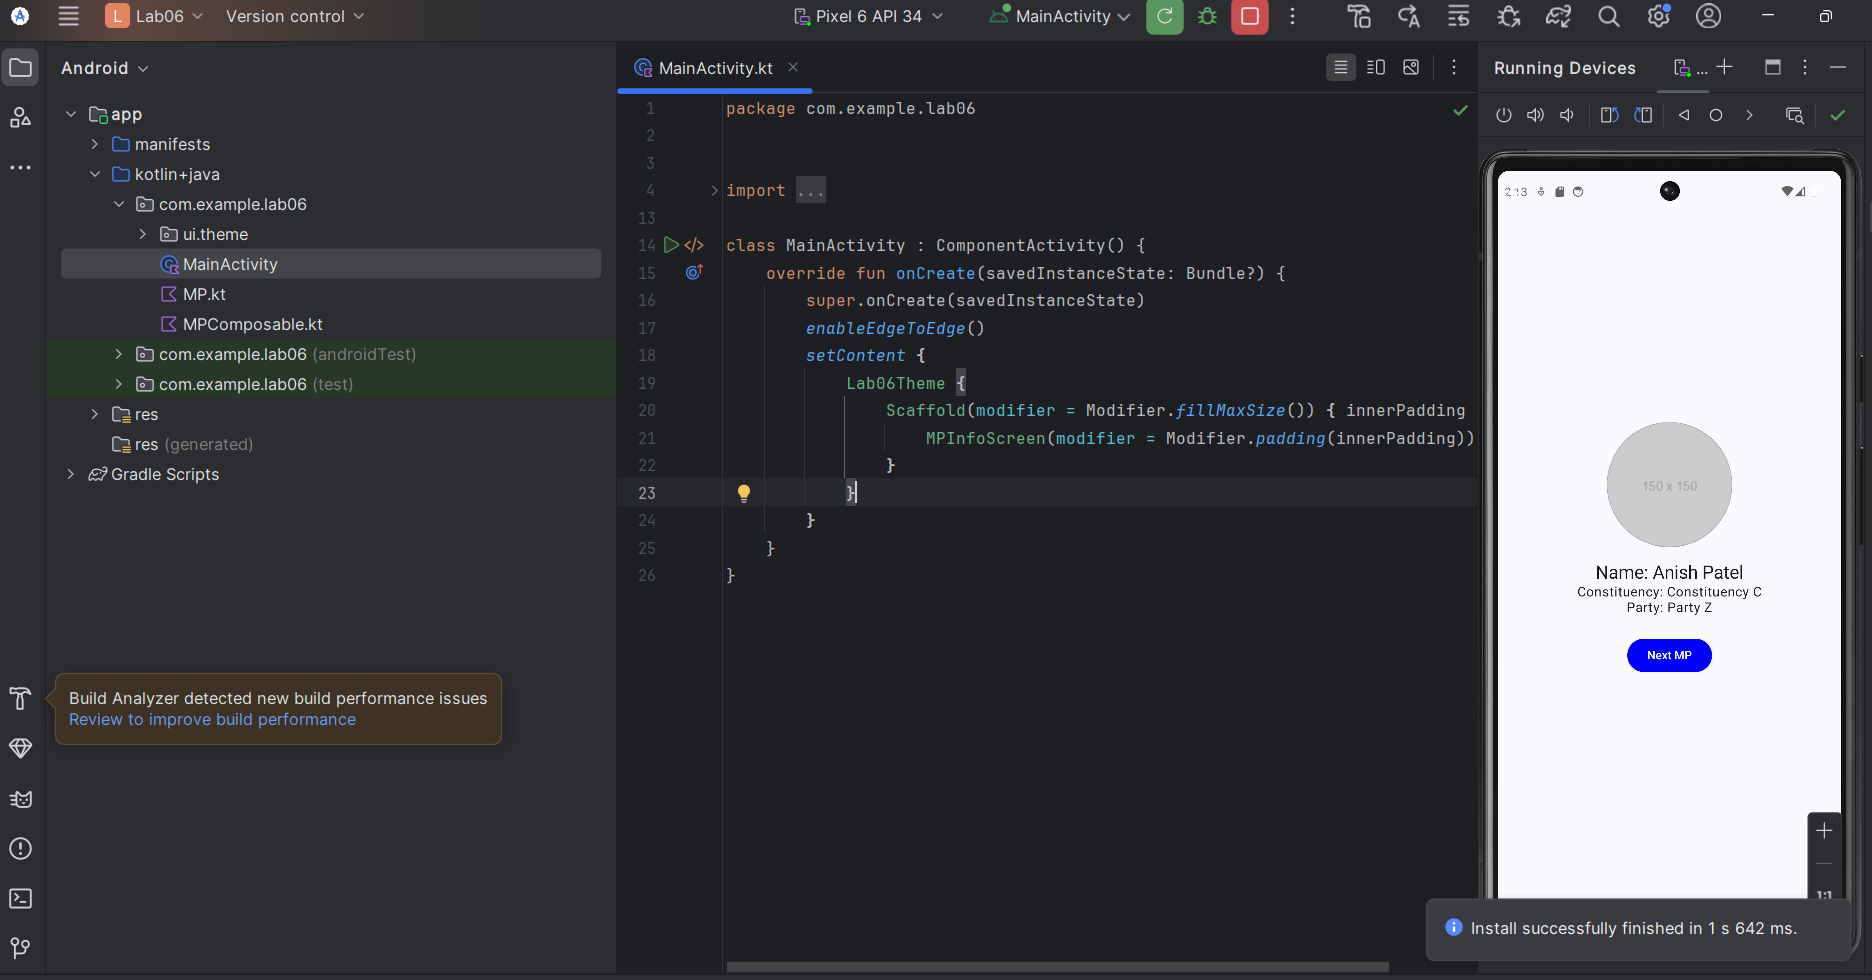 L Lab06 Version control Pixel 6 API 34 MainActivity
Android
app
manifests
kotlin+java
com.example.lab06
ui.theme
MainActivity
MP.kt
MPComposable.kt
com.example.lab06 (androidTest)
com.example.lab06 (test)
res
res (generated)
Gradle Scripts
Build Analyzer detected new build performance issues
Review to improve build performance
MainActivity.kt
1 package com.example.lab06
2
3
4 import ...
13
14 class MainActivity : ComponentActivity() {
15 override fun onCreate(savedInstanceState: Bundle?) {
16 super.onCreate(savedInstanceState)
17 enableEdgeToEdge()
18 setContent {
19 Lab06Theme {
20 Scaffold(modifier = Modifier.fillMaxSize()) { innerPadding
21 MPInfoScreen(modifier = Modifier.padding(innerPadding))
22 }
23 }
24 }
25 }
26 }
Running Devices ...
2:13
150 x 150
Name: Anish Patel
Constituency: Constituency C
Party: Party Z
Next MP
1:1
Install successfully finished in 1 s 642 ms.